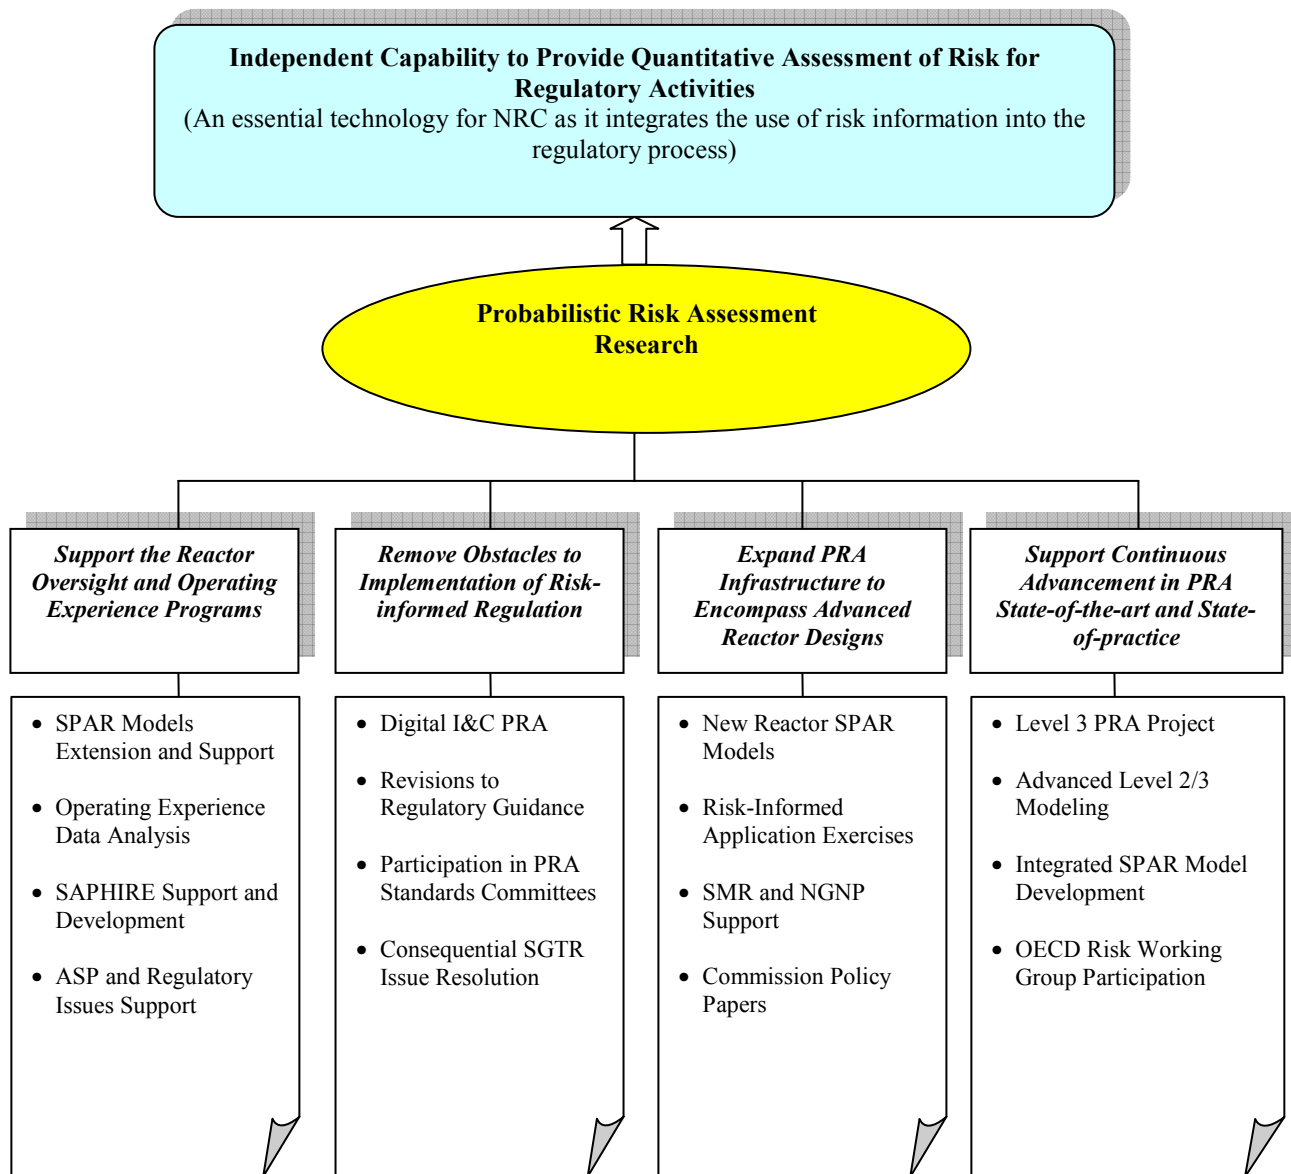 Independent Capability to Provide Quantitative Assessment of Risk for
Regulatory Activities
(An essential technology for NRC as it integrates the use of risk information into the
regulatory process)
Probabilistic Risk Assessment
Research
Support the Reactor
Oversight and Operating
Experience Programs
Remove Obstacles to
Implementation of Risk-
informed Regulation
Expand PRA
Infrastructure to
Encompass Advanced
Reactor Designs
Support Continuous
Advancement in PRA
State-of-the-art and State-
of-practice
• SPAR Models
Extension and Support
• Operating Experience
Data Analysis
• SAPHIRE Support and
Development
• ASP and Regulatory
Issues Support
• Digital I&C PRA
• Revisions to
Regulatory Guidance
• Participation in PRA
Standards Committees
• Consequential SGTR
Issue Resolution
• New Reactor SPAR
Models
• Risk-Informed
Application Exercises
• SMR and NGNP
Support
• Commission Policy
Papers
• Level 3 PRA Project
• Advanced Level 2/3
Modeling
• Integrated SPAR Model
Development
• OECD Risk Working
Group Participation